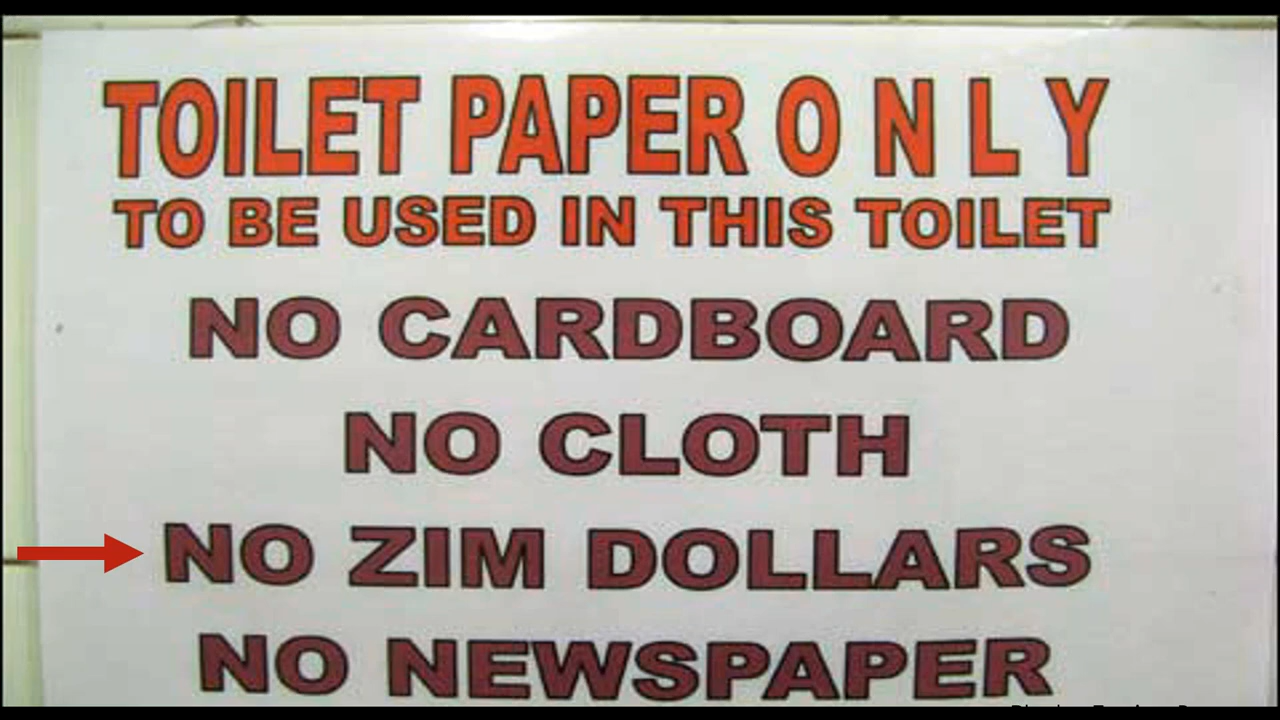 TOILET PAPER O N L Y
TO BE USED IN THIS TOILET
NO CARDBOARD
NO CLOTH
NO ZIM DOLLARS
NO NEWSPAPER